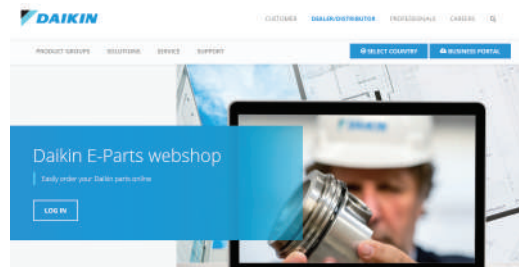 DAIKIN
CUSTOMER DEALER/DISTRIBUTOR PROFESSIONALS CAREERS
PRODUCT GROUPS SOLUTIONS SERVICE SUPPORT SELECT COUNTRY BUSINESS PORTAL
DAIKIN
Daikin E-Parts webshop
Easily order your Daikin parts online
LOG IN